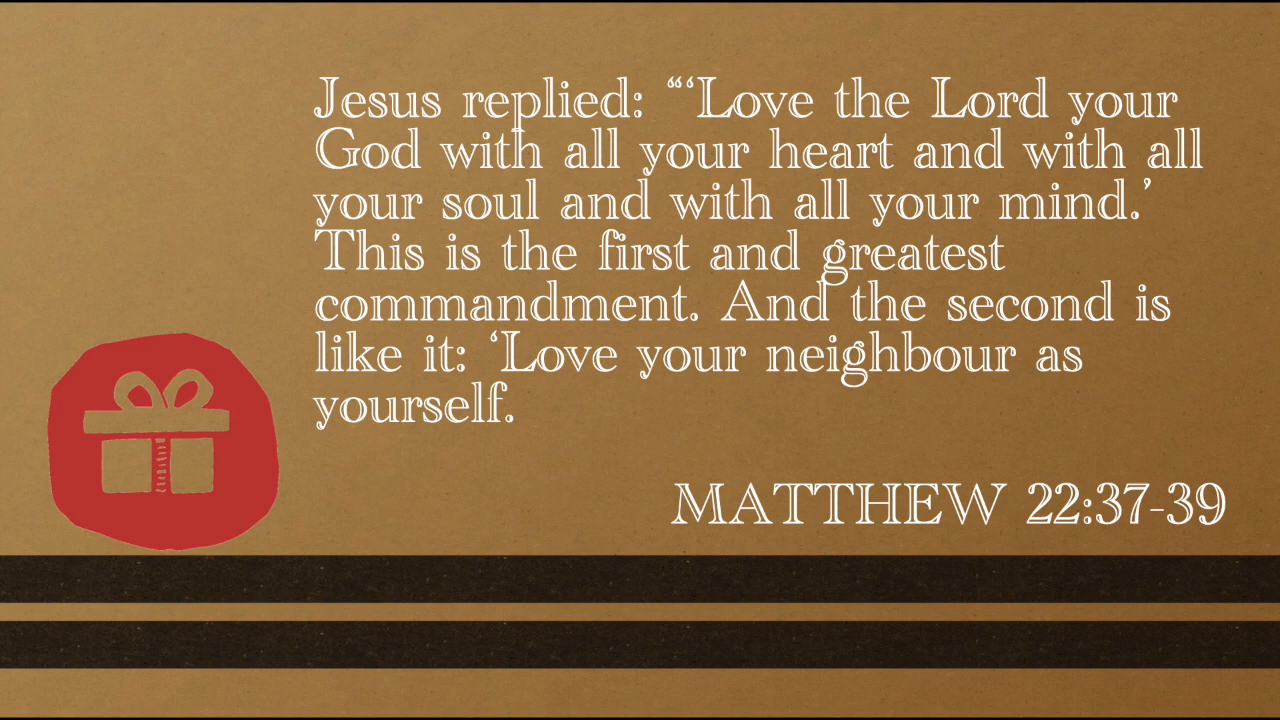 Jesus replied: “‘Love the Lord your
God with all your heart and with all
your soul and with all your mind.’
This is the first and greatest
commandment. And the second is
like it: ‘Love your neighbour as
yourself.
MATTHEW 22:37-39